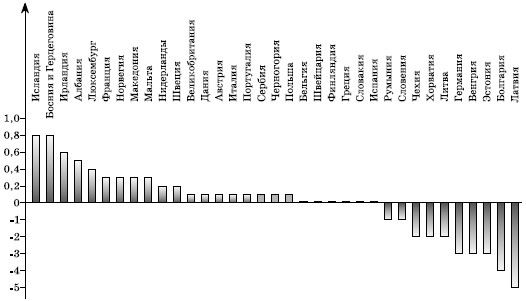 Исландия
Босния и Герцеговина
Ирландия
Албания
Люксембург
Франция
Норвегия
Македония
Мальта
Нидерланды
Швеция
Великобритания
Дания
Австрия
Италия
Португалия
Сербия
Черногория
Польша
Бельгия
Швейцария
Финляндия
Греция
Словакия
Испания
Румыния
Словения
Чехия
Хорватия
Литва
Германия
Венгрия
Эстония
Болгария
Латвия
1,0
0,8
0,6
0,4
0,2
0
-1
-2
-3
-4
-5